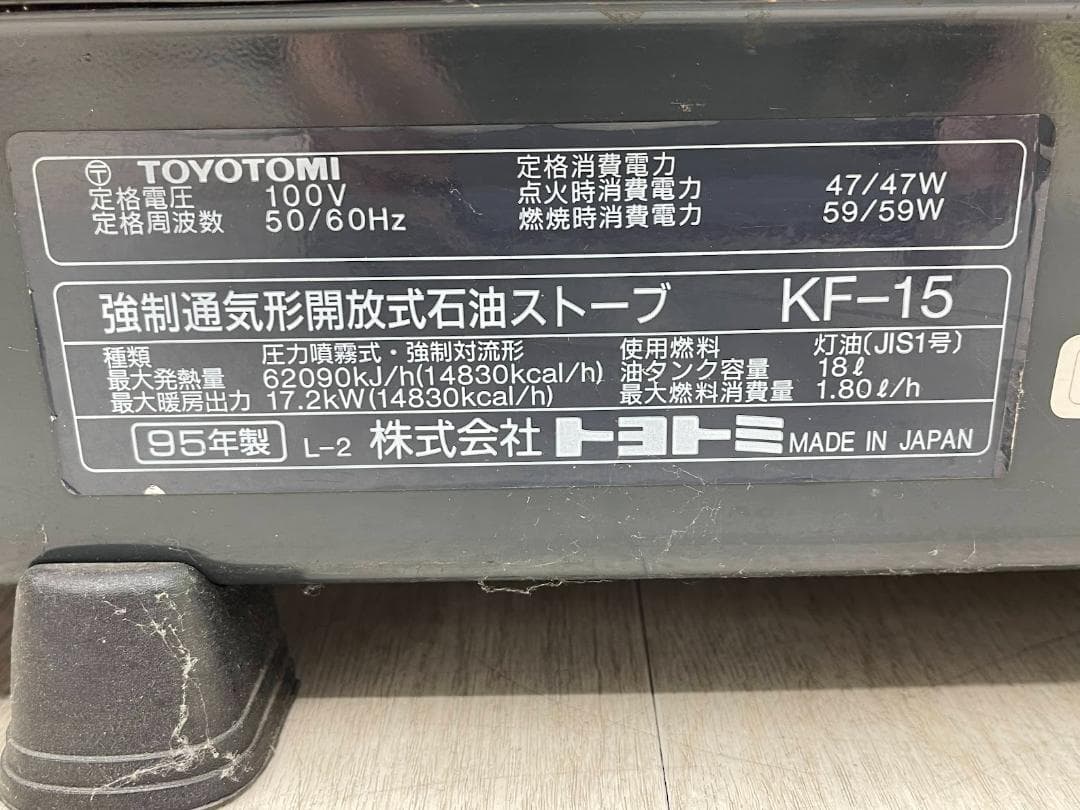 〒 TOYOTOMI 定格消費電力
定格電圧 100V 点火時消費電力 47/47W
定格周波数 50/60Hz 燃焼時消費電力 59/59W
強制通気形開放式石油ストーブ KF-15
種類 圧力噴霧式・強制対流形 使用燃料 灯油(JIS1号)
最大発熱量 62090kJ/h(14830kcal/h) 油タンク容量 18ℓ
最大暖房出力 17.2kW(14830kcal/h) 最大燃料消費量 1.80ℓ/h
95年製 L-2 株式会社 トヨトミ MADE IN JAPAN